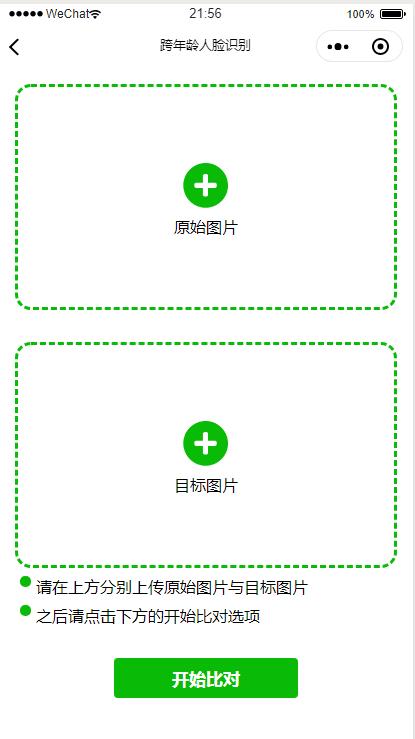 WeChat 21:56 100%
跨年龄人脸识别
原始图片
目标图片
请在上方分别上传原始图片与目标图片
之后请点击下方的开始比对选项
开始比对